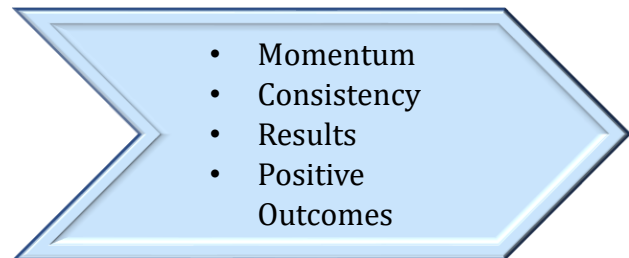 • Momentum
• Consistency
• Results
• Positive
Outcomes